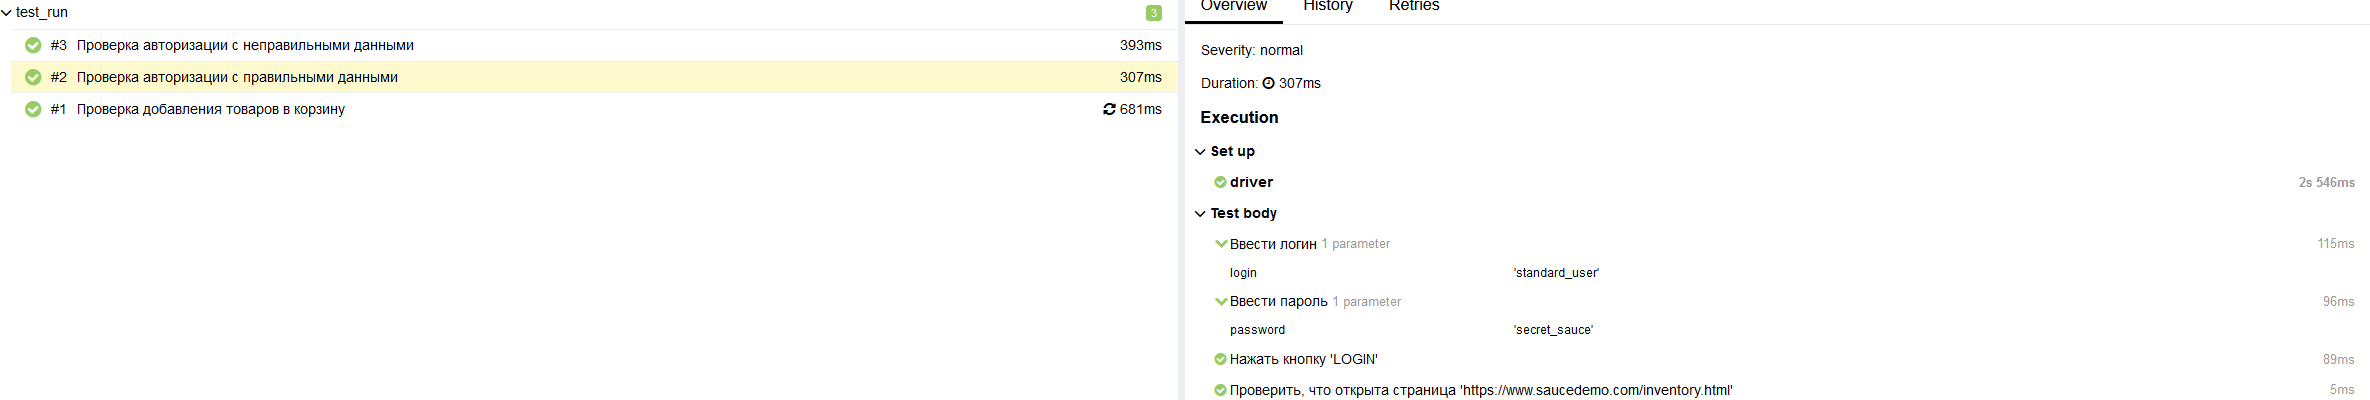 test_run 3
#3 Проверка авторизации с неправильными данными 393ms
#2 Проверка авторизации с правильными данными 307ms
#1 Проверка добавления товаров в корзину 681ms
Overview History Retries
Severity: normal
Duration: 307ms
Execution
Set up
driver 2s 546ms
Test body
Ввести логин 1 parameter 115ms
login 'standard_user'
Ввести пароль 1 parameter 96ms
password 'secret_sauce'
Нажать кнопку 'LOGIN' 89ms
Проверить, что открыта страница 'https://www.saucedemo.com/inventory.html' 5ms